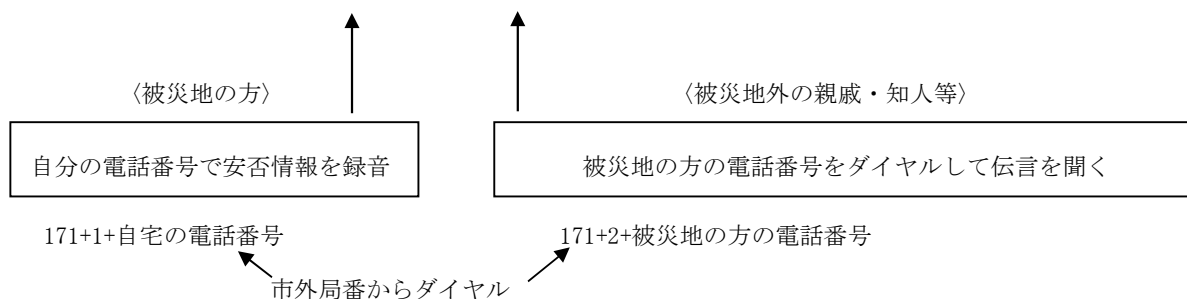 〈被災地の方〉
〈被災地外の親戚・知人等〉
自分の電話番号で安否情報を録音
被災地の方の電話番号をダイヤルして伝言を聞く
171+1+自宅の電話番号
171+2+被災地の方の電話番号
市外局番からダイヤル